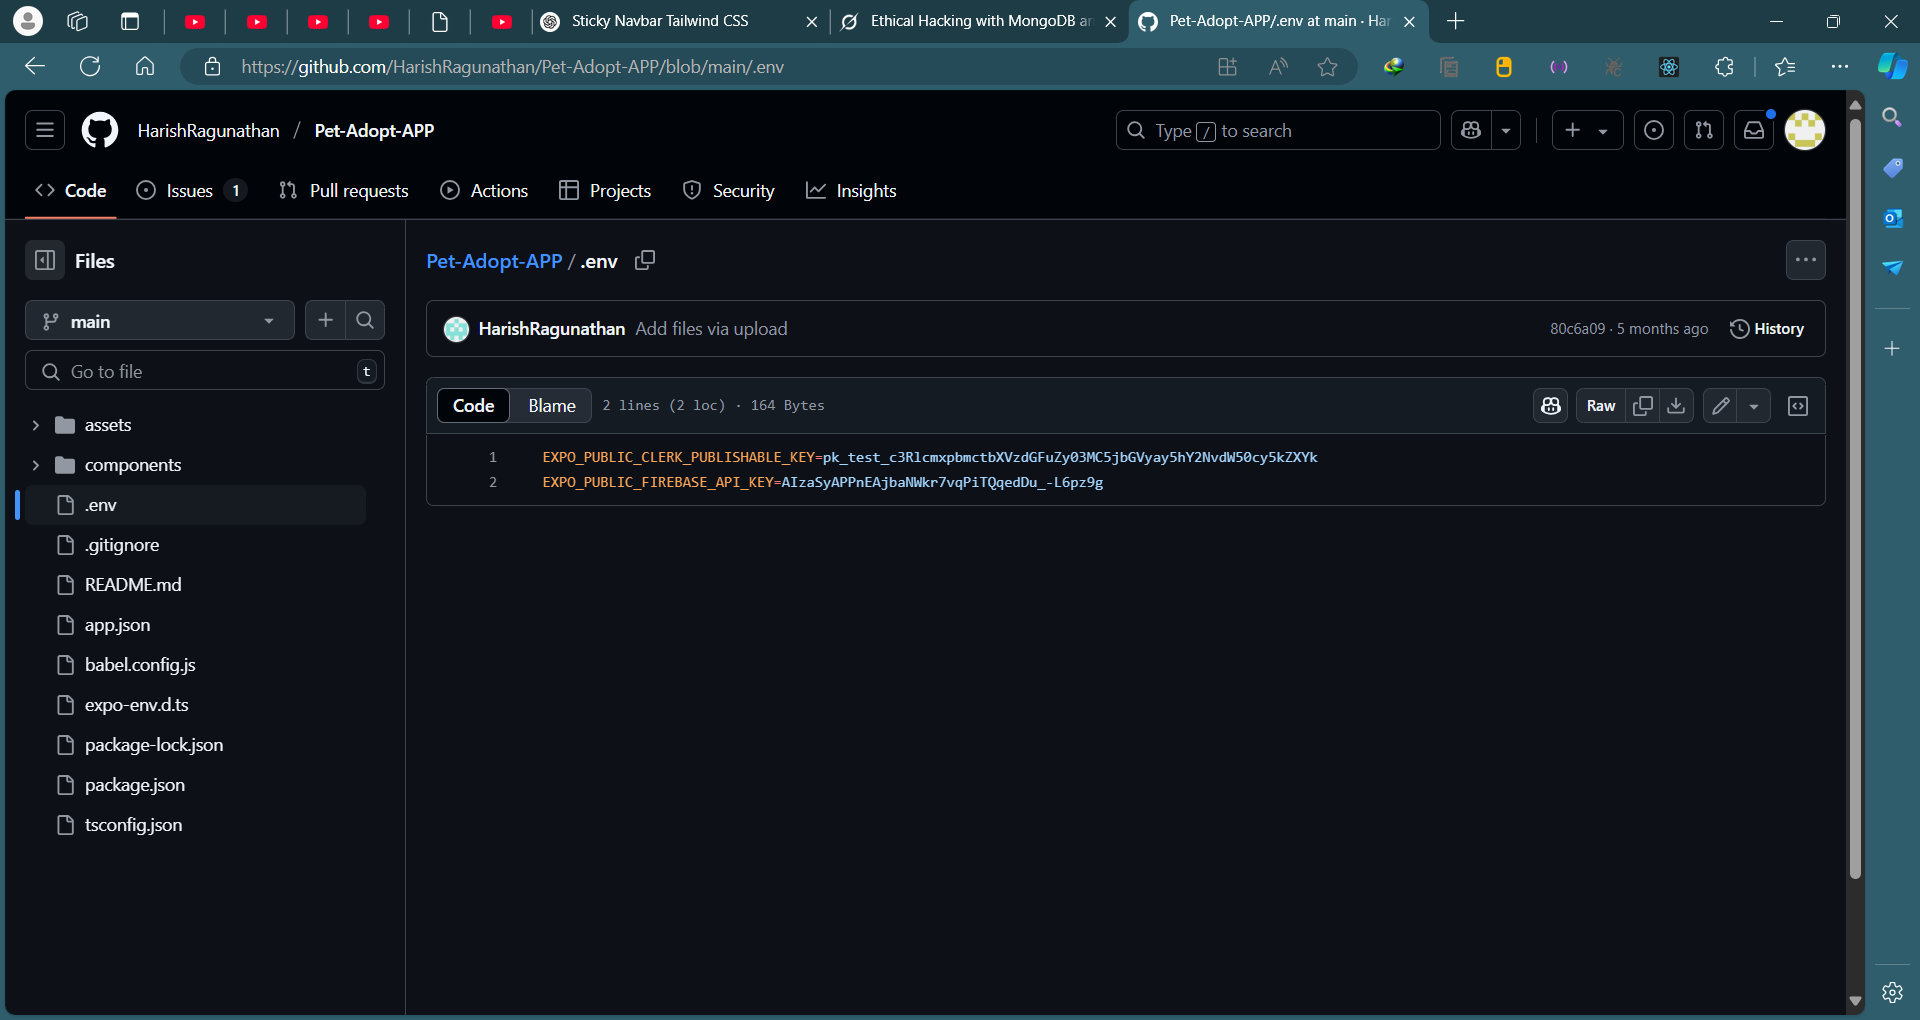 Sticky Navbar Tailwind CSS
Ethical Hacking with MongoDB an
Pet-Adopt-APP/.env at main · Har
https://github.com/HarishRagunathan/Pet-Adopt-APP/blob/main/.env
HarishRagunathan / Pet-Adopt-APP
Type / to search
Code
Issues 1
Pull requests
Actions
Projects
Security
Insights
Files
Pet-Adopt-APP / .env
main
HarishRagunathan Add files via upload
80c6a09 · 5 months ago
History
Go to file
t
Code
Blame
2 lines (2 loc) · 164 Bytes
Raw
assets
components
.env
.gitignore
README.md
app.json
babel.config.js
expo-env.d.ts
package-lock.json
package.json
tsconfig.json
1 EXPO_PUBLIC_CLERK_PUBLISHABLE_KEY=pk_test_c3RlcmxpbmctbXVzdGFuZy03MC5jbGVyay5hY2NvdW50cy5kZXYk
2 EXPO_PUBLIC_FIREBASE_API_KEY=AIzaSyAPPnEAjbaNWkr7vqPiTQqedDu_-L6pz9g